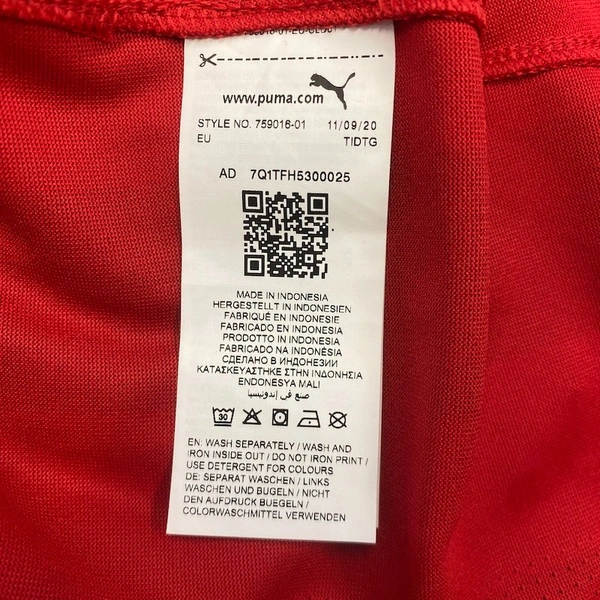 www.puma.com
STYLE NO. 759016-01 11/09/20
EU TIDTG
AD 7Q1TFH5300025
MADE IN INDONESIA
HERGESTELLT IN INDONESIEN
FABRIQUÉ EN INDONESIE
FABRICADO EN INDONESIA
PRODOTTO IN INDONESIA
FABRICADO NA INDONÉSIA
СДЕЛАНО В ИНДОНЕЗИИ
ΚΑΤΑΣΚΕΥΑΣΤΗΚΕ ΣΤΗΝ ΙΝΔΟΝΗΣΙΑ
ENDONESYA MALI
صنع في إندونيسيا
30
EN: WASH SEPARATELY / WASH AND
IRON INSIDE OUT / DO NOT IRON PRINT /
USE DETERGENT FOR COLOURS
DE: SEPARAT WASCHEN / LINKS
WASCHEN UND BUGELN / NICHT
DEN AUFDRUCK BUEGELN /
COLORWASCHMITTEL VERWENDEN